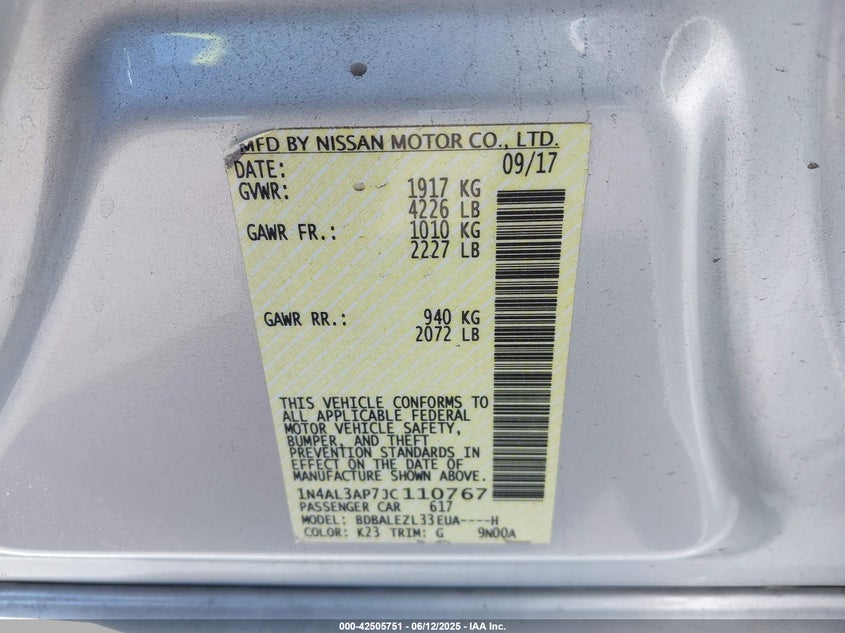 MFD BY NISSAN MOTOR CO., LTD.
DATE: 09/17
GVWR: 1917 KG
4226 LB
GAWR FR.: 1010 KG
2227 LB
GAWR RR.: 940 KG
2072 LB
THIS VEHICLE CONFORMS TO
ALL APPLICABLE FEDERAL
MOTOR VEHICLE SAFETY,
BUMPER, AND THEFT
PREVENTION STANDARDS IN
EFFECT ON THE DATE OF
MANUFACTURE SHOWN ABOVE.
1N4AL3AP7JC110767
PASSENGER CAR 617
MODEL: BDBALEZL33EUA----H
COLOR: K23 TRIM: G 9N00A
000-42505751 - 06/12/2025 - IAA Inc.